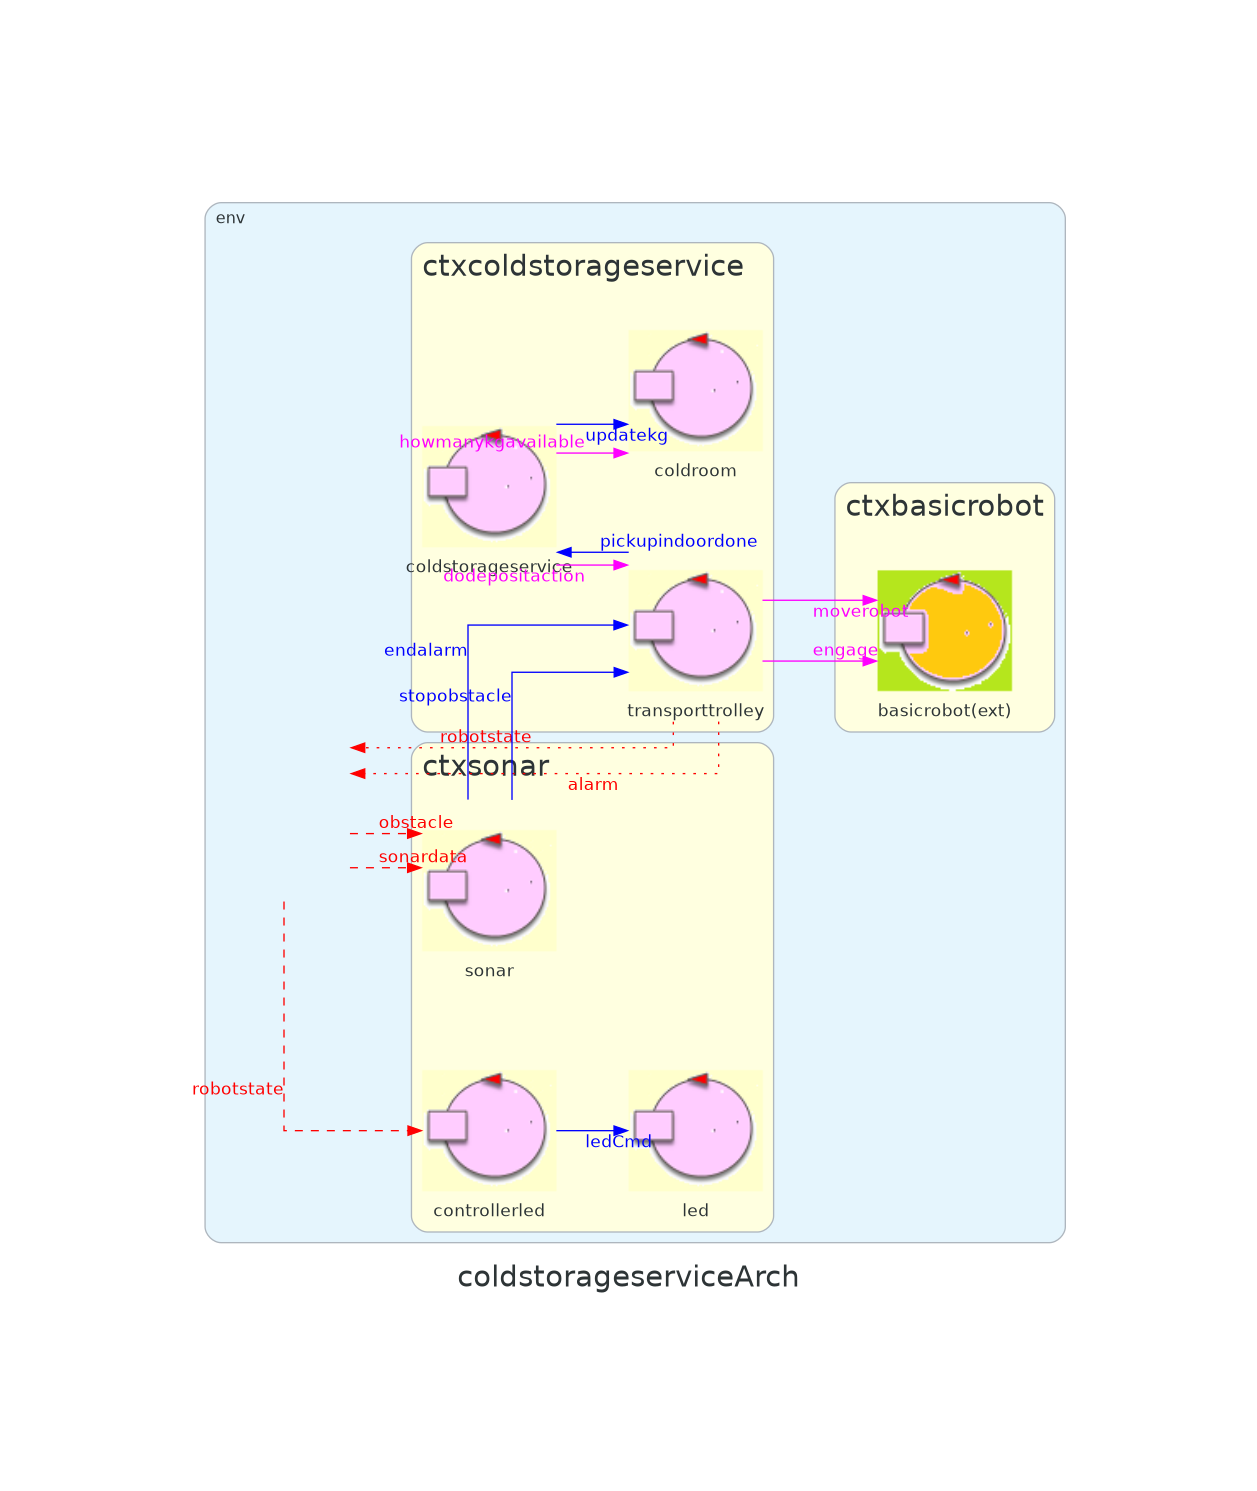 env
ctxcoldstorageservice
howmanykgavailable
updatekg
coldroom
ctxbasicrobot
pickupindoordone
coldstorageservice
dodepositaction
moverobot
endalarm
engage
stopobstacle
transporttrolley
basicrobot(ext)
robotstate
ctxsonar
alarm
obstacle
sonardata
sonar
robotstate
ledCmd
controllerled
led
coldstorageserviceArch